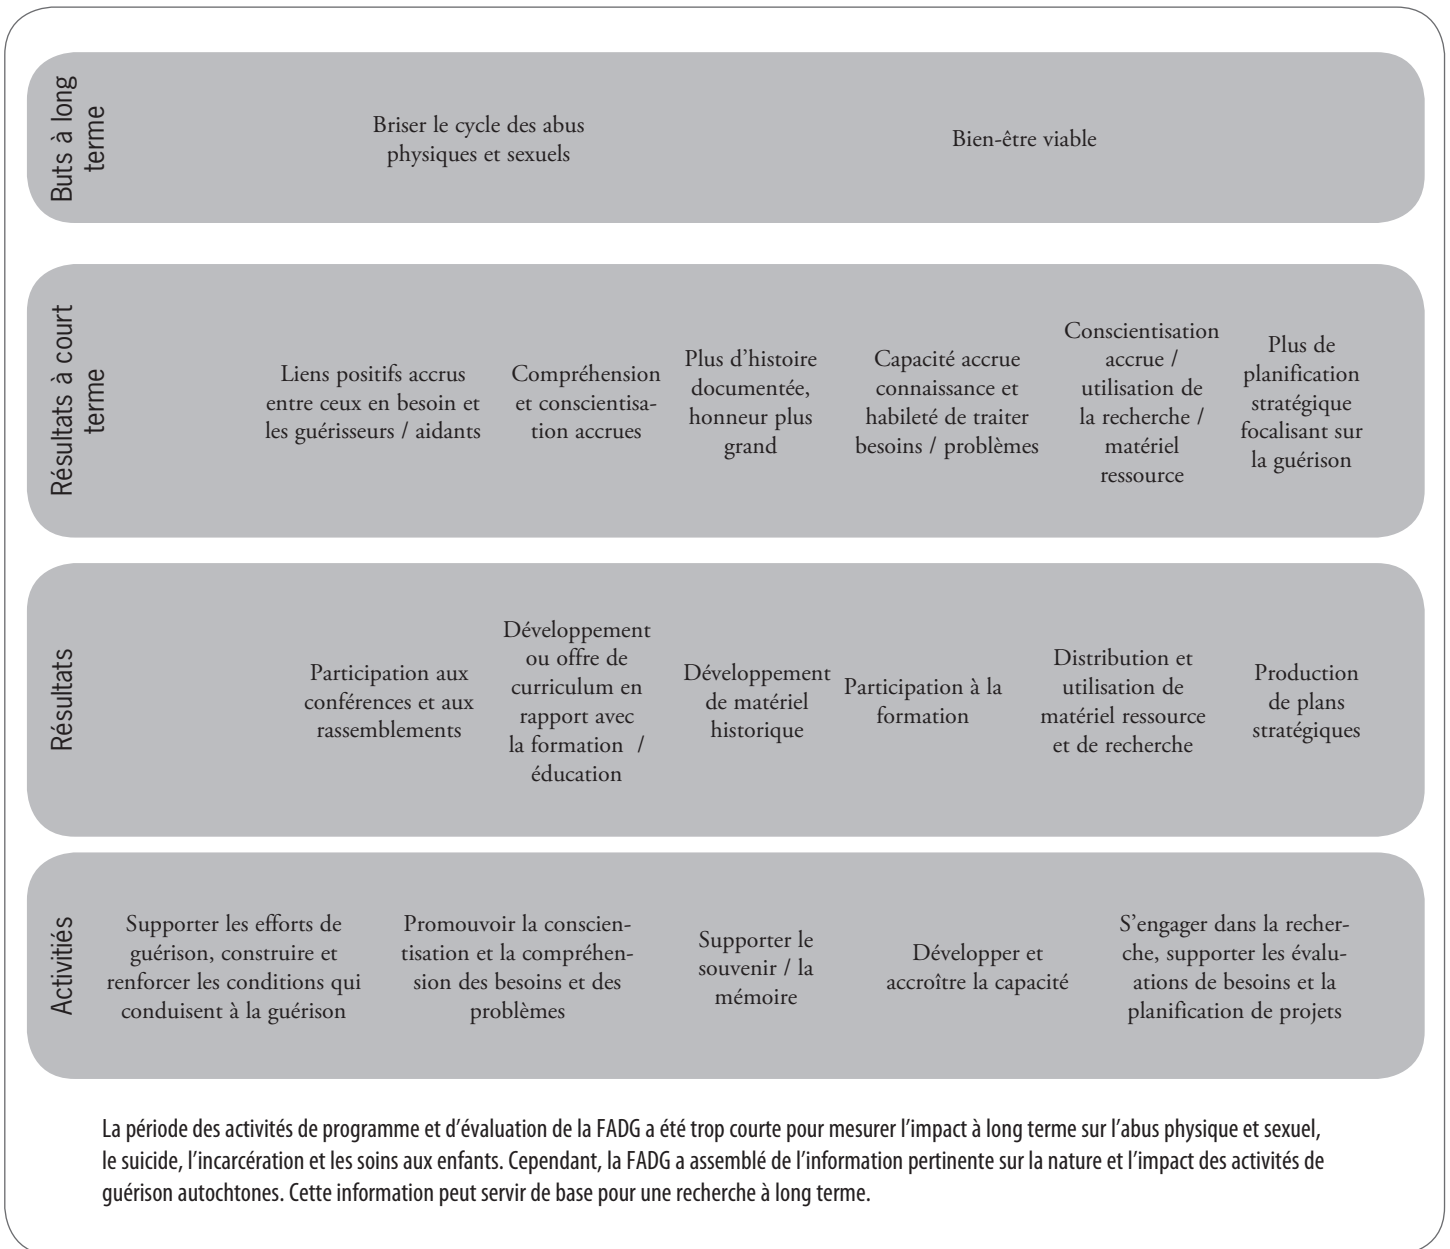 Buts à long
terme
Briser le cycle des abus
physiques et sexuels
Bien-être viable
Résultats à court
terme
Liens positifs accrus
entre ceux en besoin et
les guérisseurs / aidants
Compréhension
et conscientisa-
tion accrues
Plus d’histoire
documentée,
honneur plus
grand
Capacité accrue
connaissance et
habileté de traiter
besoins / problèmes
Conscientisation
accrue /
utilisation de
la recherche /
matériel
ressource
Plus de
planification
stratégique
focalisant sur
la guérison
Résultats
Participation aux
conférences et aux
rassemblements
Développement
ou offre de
curriculum en
rapport avec
la formation /
éducation
Développement
de matériel
historique
Participation à la
formation
Distribution et
utilisation de
matériel ressource
et de recherche
Production
de plans
stratégiques
Activitiés
Supporter les efforts de
guérison, construire et
renforcer les conditions qui
conduisent à la guérison
Promouvoir la conscien-
tisation et la compréhen-
sion des besoins et des
problèmes
Supporter le
souvenir / la
mémoire
Développer et
accroître la capacité
S’engager dans la recher-
che, supporter les évalu-
ations de besoins et la
planification de projets
La période des activités de programme et d’évaluation de la FADG a été trop courte pour mesurer l’impact à long terme sur l’abus physique et sexuel,
le suicide, l’incarcération et les soins aux enfants. Cependant, la FADG a assemblé de l’information pertinente sur la nature et l’impact des activités de
guérison autochtones. Cette information peut servir de base pour une recherche à long terme.